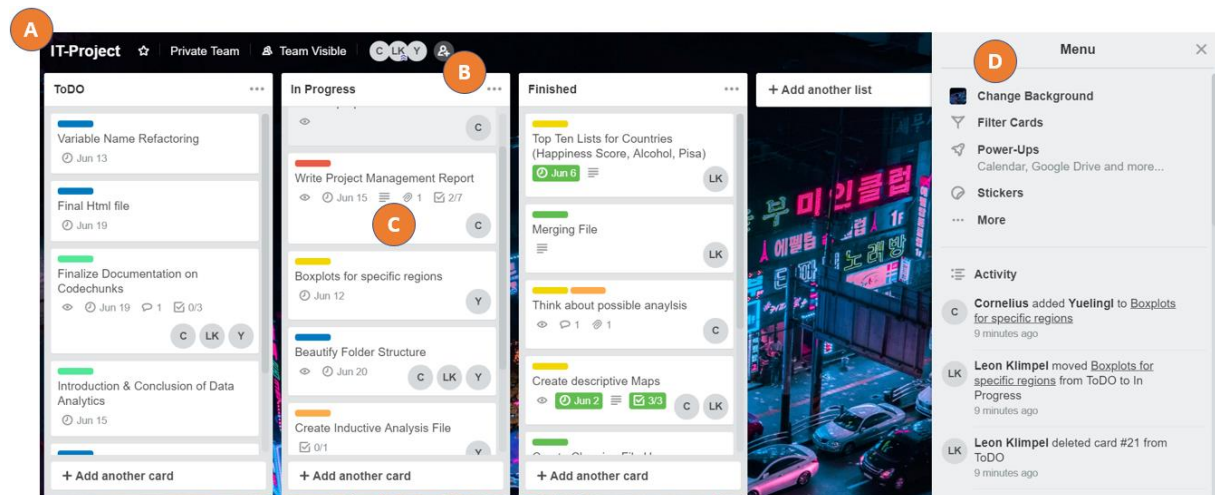 A
IT-Project
Private Team
Team Visible
C LK Y
B
D
Menu
ToDO
Variable Name Refactoring
Jun 13
Final Html file
Jun 19
Finalize Documentation on
Codechunks
Jun 19 1 0/3
C LK Y
Introduction & Conclusion of Data
Analytics
Jun 15
+ Add another card
In Progress
C
Write Project Management Report
Jun 15 1 2/7
C
C
Boxplots for specific regions
Jun 12
Y
Beautify Folder Structure
Jun 20
C LK Y
Create Inductive Analysis File
0/1
Y
+ Add another card
Finished
Top Ten Lists for Countries
(Happiness Score, Alcohol, Pisa)
Jun 6
LK
Merging File
LK
Think about possible anaylsis
1 1
C
Create descriptive Maps
Jun 2 3/3
C LK
+ Add another card
+ Add another list
미인클럽
노래방
1F
Change Background
Filter Cards
Power-Ups
Calendar, Google Drive and more...
Stickers
More
Activity
C
Cornelius added Yuelingl to Boxplots
for specific regions
9 minutes ago
LK
Leon Klimpel moved Boxplots for
specific regions from ToDO to In
Progress
9 minutes ago
LK
Leon Klimpel deleted card #21 from
ToDO
9 minutes ago